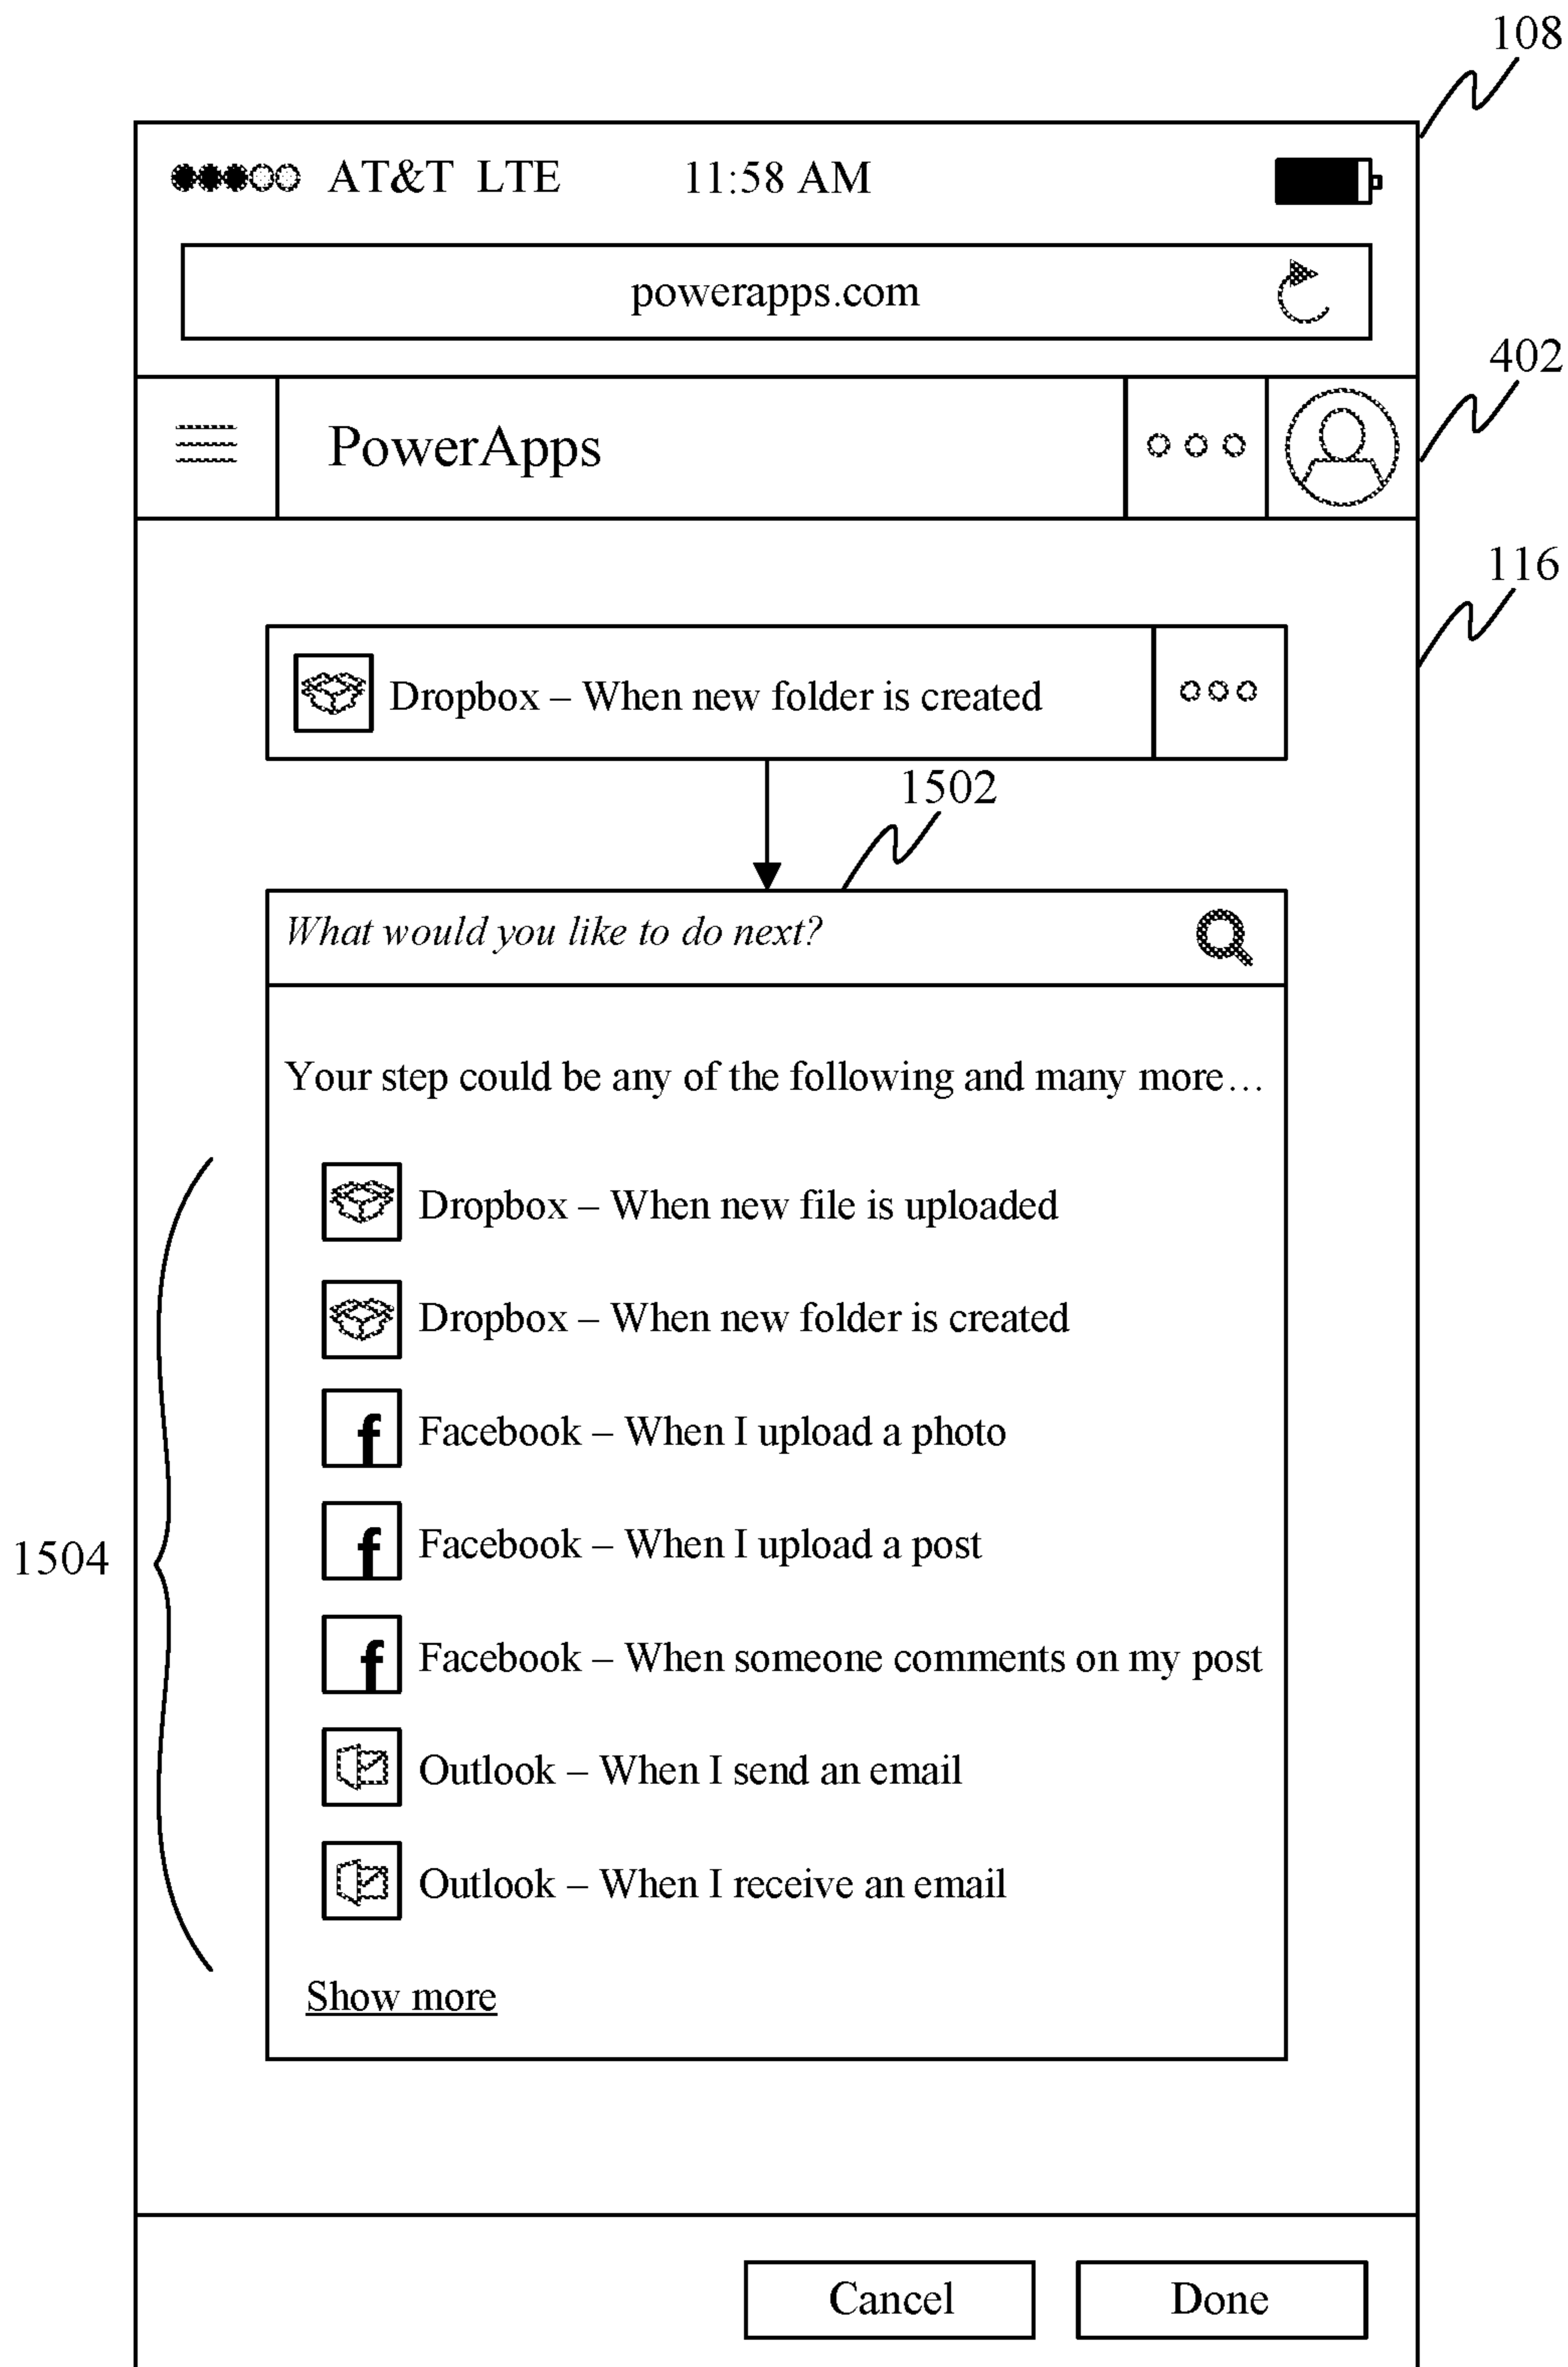 108
AT&T LTE 11:58 AM
powerapps.com
402
PowerApps
116
Dropbox – When new folder is created
1502
What would you like to do next?
Your step could be any of the following and many more...
Dropbox – When new file is uploaded
Dropbox – When new folder is created
f Facebook – When I upload a photo
f Facebook – When I upload a post
1504
f Facebook – When someone comments on my post
Outlook – When I send an email
Outlook – When I receive an email
Show more
Cancel Done